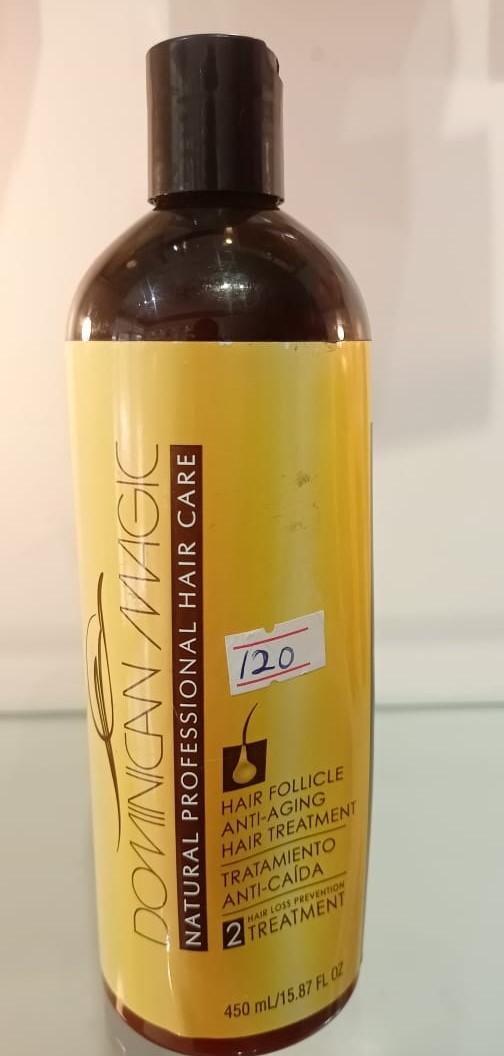 DOMINICAN MAGIC
NATURAL PROFESSIONAL HAIR CARE
120
HAIR FOLLICLE
ANTI-AGING
HAIR TREATMENT
TRATAMIENTO
ANTI-CAÍDA
HAIR LOSS PREVENTION
2 TREATMENT
450 mL/15.87 FL OZ